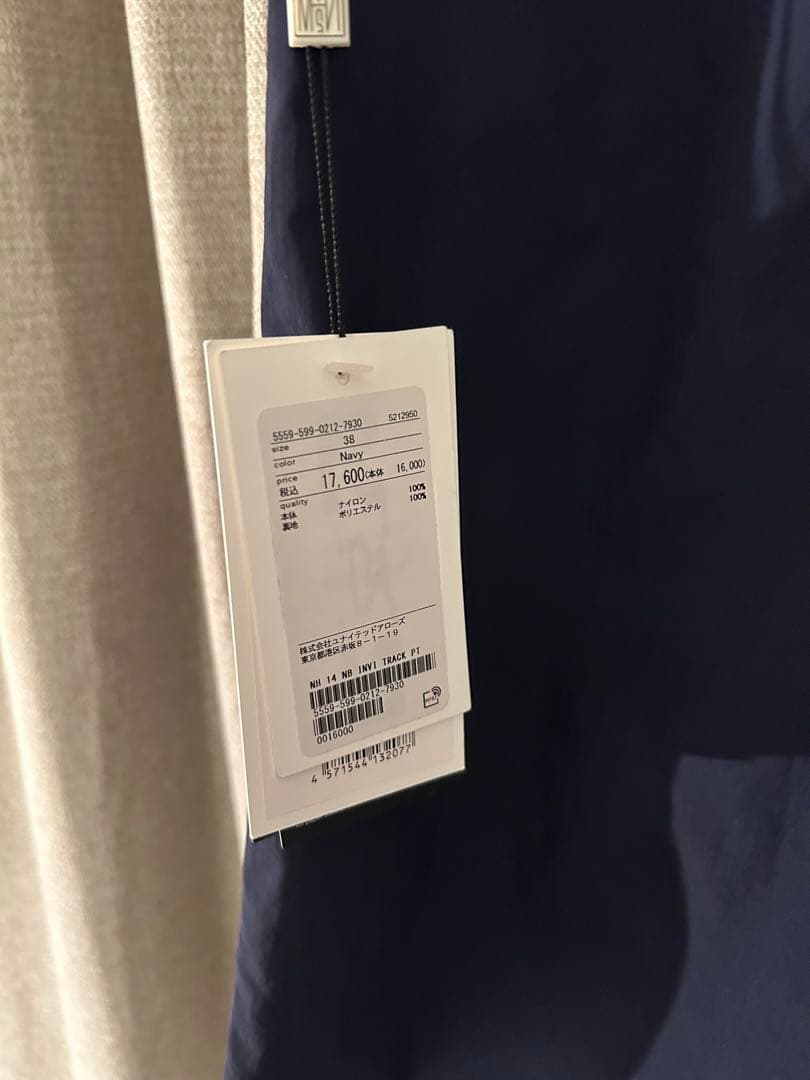 5559-599-0212-7930 5212950
size 38
color Navy
price
税込 17,600(本体 16,000)
quality
本体 ナイロン 100%
裏地 ポリエステル 100%
株式会社ユナイテッドアローズ
東京都港区赤坂8-1-19
NH 14 NB INVI TRACK PT
5559-599-0212-7930
0016000
4 571544 132077